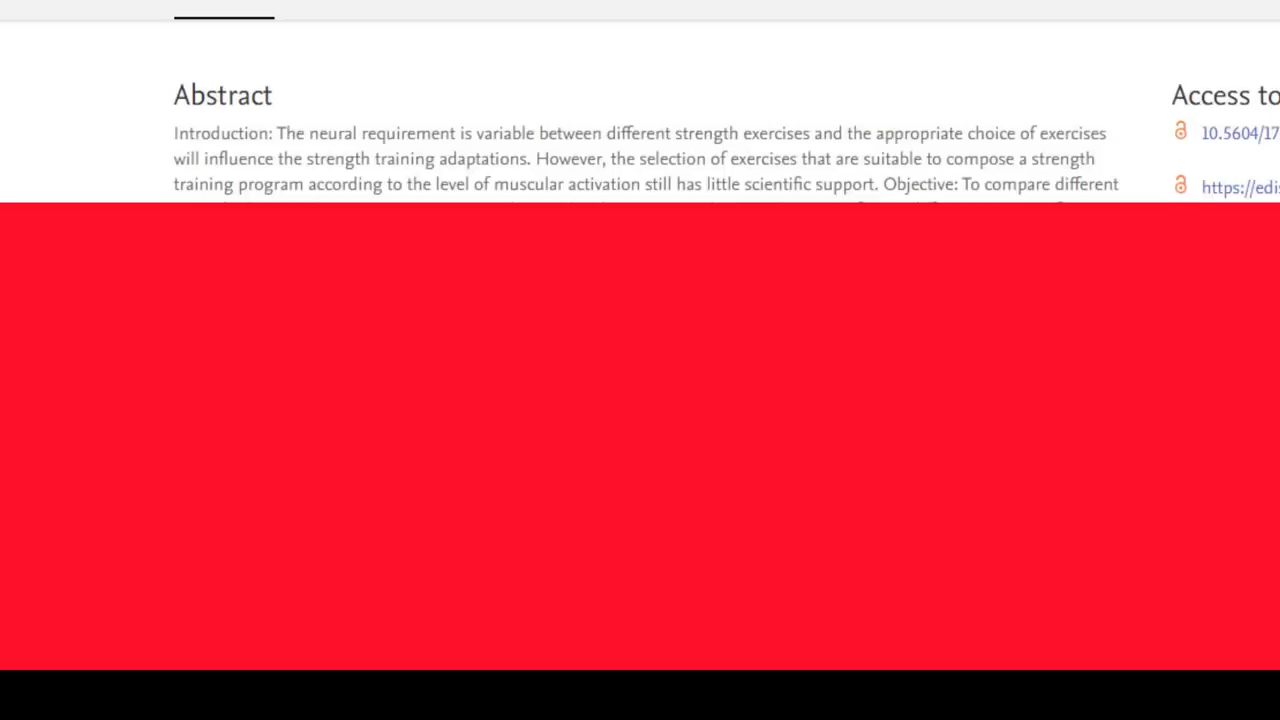 Abstract
Introduction: The neural requirement is variable between different strength exercises and the appropriate choice of exercises
will influence the strength training adaptations. However, the selection of exercises that are suitable to compose a strength
training program according to the level of muscular activation still has little scientific support. Objective: To compare different
Access to
10.5604/17
https://edis